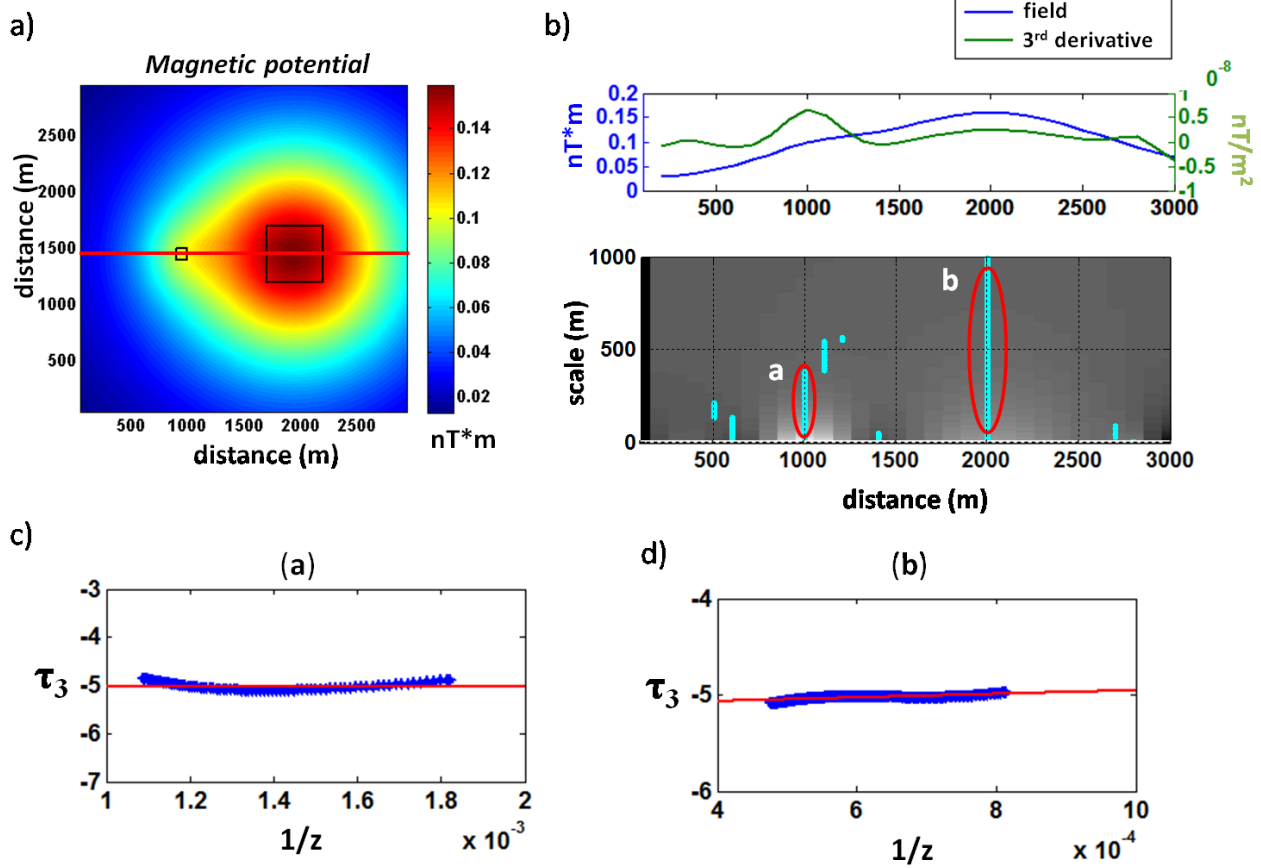 a)
Magnetic potential
distance (m)
2500
2000
1500
1000
500
500 1000 1500 2000 2500
distance (m)
0.14
0.12
0.1
0.08
0.06
0.04
0.02
nT*m
b)
field
3rd derivative
nT*m
0.2
0.15
0.1
0.05
0
500 1000 1500 2000 2500 3000
1
0.5
0
-0.5
-1
0-8
nT/m2
scale (m)
1000
500
0
a
b
500 1000 1500 2000 2500 3000
distance (m)
c)
(a)
τ3
-3
-4
-5
-6
-7
1 1.2 1.4 1.6 1.8 2
1/z
x 10-3
d)
(b)
τ3
-4
-5
-6
4 6 8 10
1/z
x 10-4